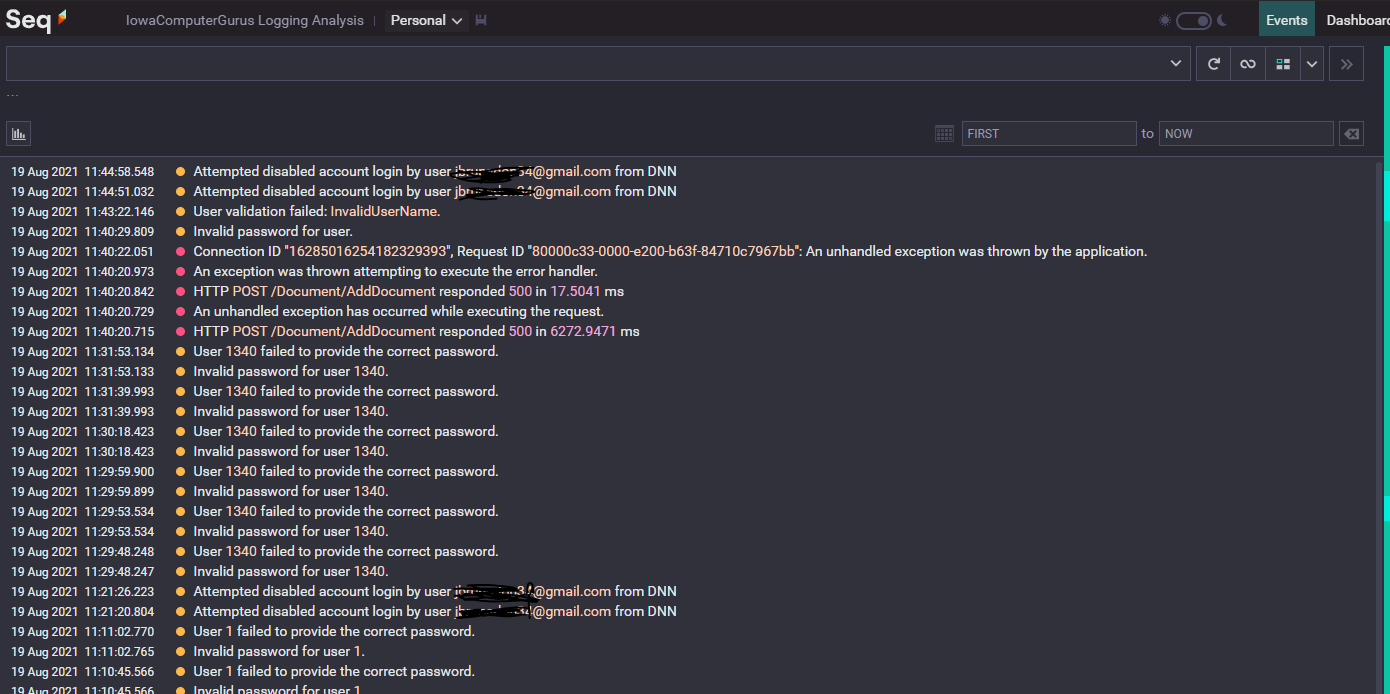 Seq
IowaComputerGurus Logging Analysis | Personal
Events Dashboard
...
FIRST to NOW
19 Aug 2021 11:44:58.548 Attempted disabled account login by user @gmail.com from DNN
19 Aug 2021 11:44:51.032 Attempted disabled account login by user @gmail.com from DNN
19 Aug 2021 11:43:22.146 User validation failed: InvalidUserName.
19 Aug 2021 11:40:29.809 Invalid password for user.
19 Aug 2021 11:40:22.051 Connection ID "16285016254182329393", Request ID "80000c33-0000-e200-b63f-84710c7967bb": An unhandled exception was thrown by the application.
19 Aug 2021 11:40:20.973 An exception was thrown attempting to execute the error handler.
19 Aug 2021 11:40:20.842 HTTP POST /Document/AddDocument responded 500 in 17.5041 ms
19 Aug 2021 11:40:20.729 An unhandled exception has occurred while executing the request.
19 Aug 2021 11:40:20.715 HTTP POST /Document/AddDocument responded 500 in 6272.9471 ms
19 Aug 2021 11:31:53.134 User 1340 failed to provide the correct password.
19 Aug 2021 11:31:53.133 Invalid password for user 1340.
19 Aug 2021 11:31:39.993 User 1340 failed to provide the correct password.
19 Aug 2021 11:31:39.993 Invalid password for user 1340.
19 Aug 2021 11:30:18.423 User 1340 failed to provide the correct password.
19 Aug 2021 11:30:18.423 Invalid password for user 1340.
19 Aug 2021 11:29:59.900 User 1340 failed to provide the correct password.
19 Aug 2021 11:29:59.899 Invalid password for user 1340.
19 Aug 2021 11:29:53.534 User 1340 failed to provide the correct password.
19 Aug 2021 11:29:53.534 Invalid password for user 1340.
19 Aug 2021 11:29:48.248 User 1340 failed to provide the correct password.
19 Aug 2021 11:29:48.247 Invalid password for user 1340.
19 Aug 2021 11:21:26.223 Attempted disabled account login by user @gmail.com from DNN
19 Aug 2021 11:21:20.804 Attempted disabled account login by user @gmail.com from DNN
19 Aug 2021 11:11:02.770 User 1 failed to provide the correct password.
19 Aug 2021 11:11:02.765 Invalid password for user 1.
19 Aug 2021 11:10:45.566 User 1 failed to provide the correct password.
19 Aug 2021 11:10:45.566 Invalid password for user 1